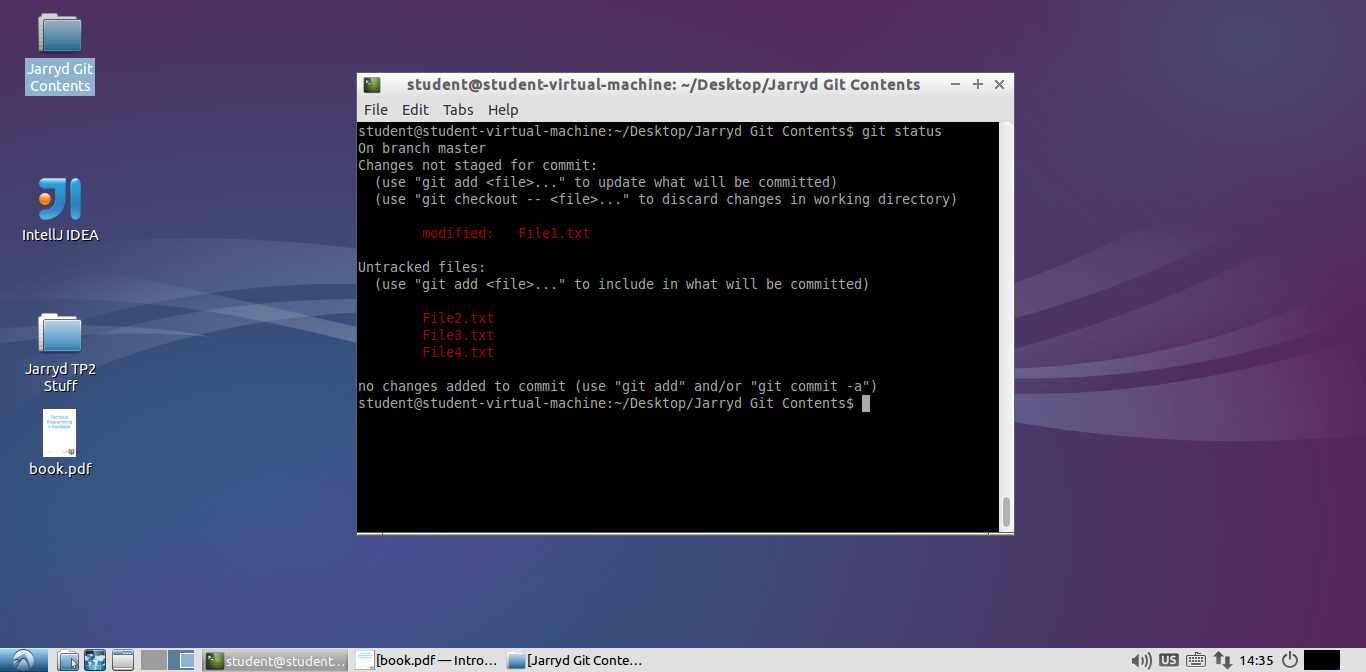 Jarryd Git
Contents
IntellJ IDEA
Jarryd TP2
Stuff
Technical
Programming
book.pdf
student@student-virtual-machine: ~/Desktop/Jarryd Git Contents
File Edit Tabs Help
student@student-virtual-machine:~/Desktop/Jarryd Git Contents$ git status
On branch master
Changes not staged for commit:
  (use "git add <file>..." to update what will be committed)
  (use "git checkout -- <file>..." to discard changes in working directory)
modified:   File1.txt
Untracked files:
  (use "git add <file>..." to include in what will be committed)
File2.txt
File3.txt
File4.txt
no changes added to commit (use "git add" and/or "git commit -a")
student@student-virtual-machine:~/Desktop/Jarryd Git Contents$
student@student...
[book.pdf — Intro...
[Jarryd Git Conte...
US
14:35